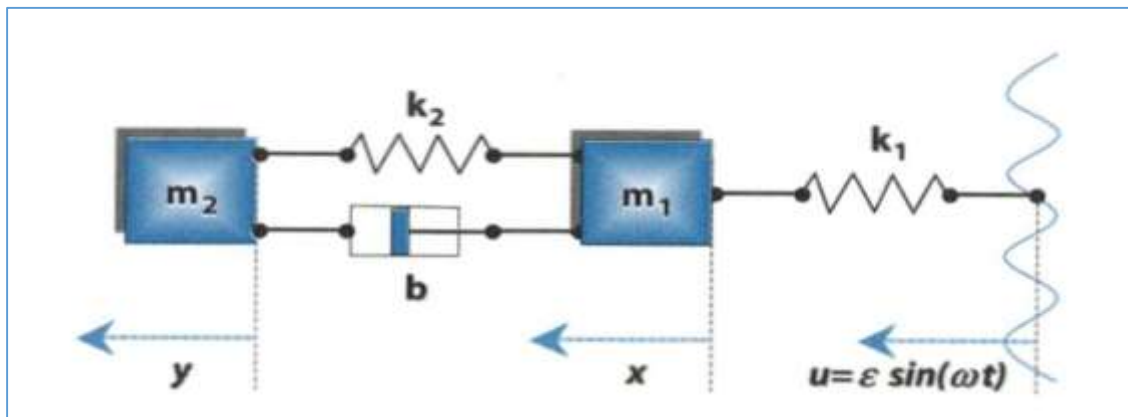 k₂
k₁
m₂
m₁
b
y
x
u=ε sin(ωt)